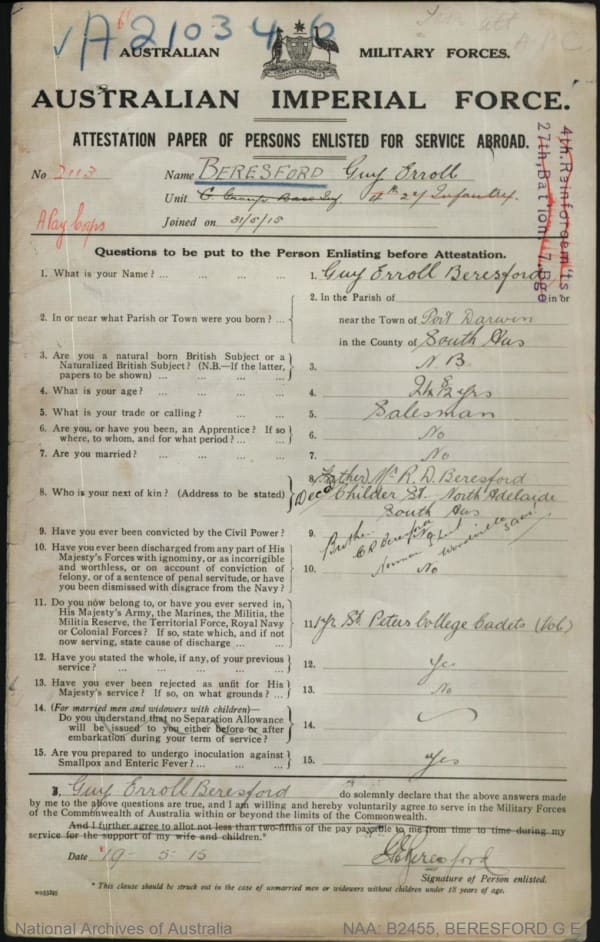 A210346
AUSTRALIAN MILITARY FORCES.
AUSTRALIAN IMPERIAL FORCE.
ATTESTATION PAPER OF PERSONS ENLISTED FOR SERVICE ABROAD.
4th. Reinforcem'ts
27th. Battion, 7. Bge
No Name BERESFORD Guy Erroll
Unit C Group Base Inf 4th 27 Infantry.
A Pay Corps Joined on 31/5/15
Questions to be put to the Person Enlisting before Attestation.
1. What is your Name? ... 1. Guy Erroll Beresford
2. In or near what Parish or Town were you born? ... 2. In the Parish of in or
near the Town of Port Darwin
in the County of South Aus
3. Are you a natural born British Subject or a
Naturalized British Subject? (N.B.—If the latter,
papers to be shown) ... 3. N B
4. What is your age? ... 4. 24 yrs
5. What is your trade or calling? ... 5. Salesman
6. Are you, or have you been, an Apprentice? If so
where, to whom, and for what period? ... 6. No
7. Are you married? ... 7. No
8. Who is your next of kin? (Address to be stated) 8. Father Mr R. D. Beresford
Decd Childer St. North Adelaide
South Aus
9. Have you ever been convicted by the Civil Power? 9.
Brother
10. Have you ever been discharged from any part of His
Majesty's Forces with ignominy, or as incorrigible
and worthless, or on account of conviction of
felony, or of a sentence of penal servitude, or have
you been dismissed with disgrace from the Navy? 10. No
11. Do you now belong to, or have you ever served in,
His Majesty's Army, the Marines, the Militia, the
Militia Reserve, the Territorial Force, Royal Navy
or Colonial Forces? If so, state which, and if not
now serving, state cause of discharge ... 11. 1 yr St. Peters College Cadets (Vol)
12. Have you stated the whole, if any, of your previous
service? ... 12. Yes
13. Have you ever been rejected as unfit for His
Majesty's service? If so, on what grounds? ... 13. No
14. (For married men and widowers with children)—
Do you understand that no Separation Allowance
will be issued to you either before or after
embarkation during your term of service? 14.
15. Are you prepared to undergo inoculation against
Smallpox and Enteric Fever? ... 15. Yes
I, Guy Erroll Beresford do solemnly declare that the above answers made
by me to the above questions are true, and I am willing and hereby voluntarily agree to serve in the Military Forces
of the Commonwealth of Australia within or beyond the limits of the Commonwealth.
And I further agree to allot not less than two-fifths of the pay payable to me from time to time during my
service for the support of my wife and children.*
Date 19-5-15 G E Beresford
Signature of Person enlisted.
* This clause should be struck out in the case of unmarried men or widowers without children under 18 years of age.
National Archives of Australia NAA: B2455, BERESFORD G E